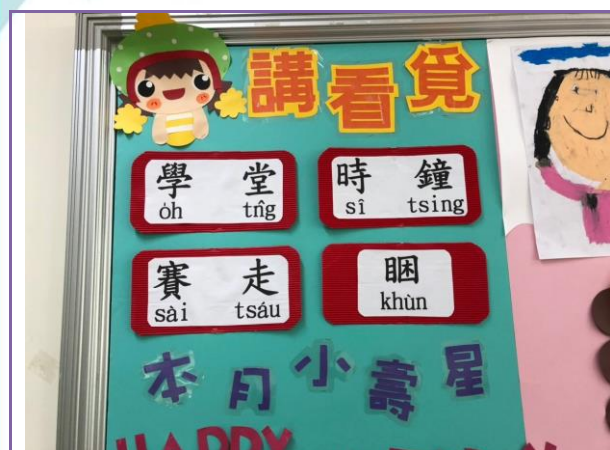 講看覓
學堂
o̍h tn̂g
時鐘
sî tsing
賽走
sài tsáu
睏
khùn
本月小壽星
HAPPY